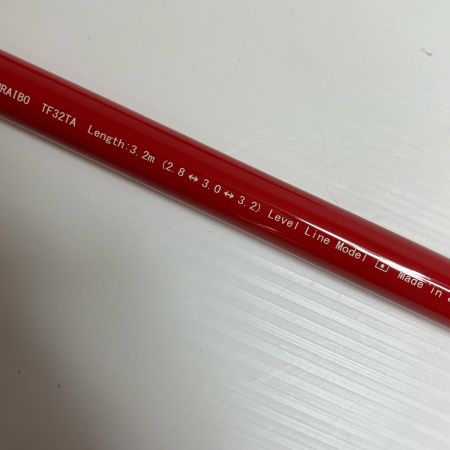 TF32TA Length:3.2m (2.8⇔3.0⇔3.2) Level Line Model Made in